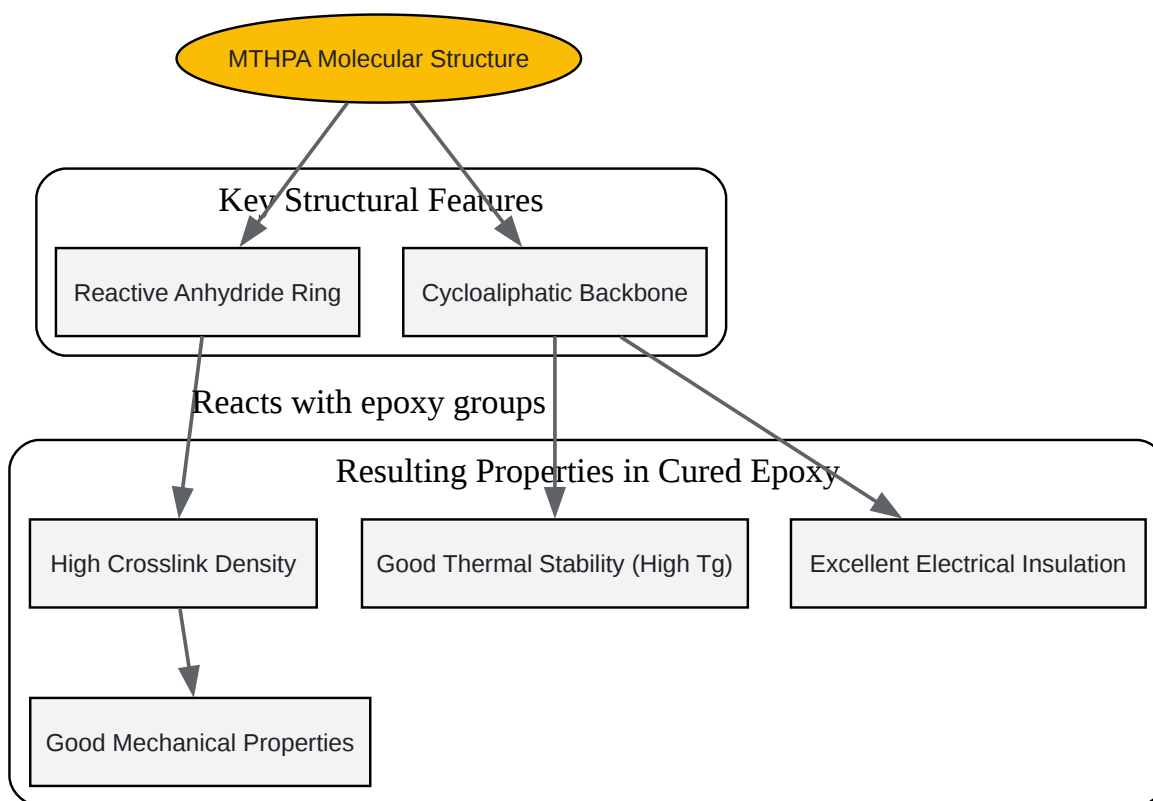 MTHPA Molecular Structure
Key Structural Features
Reactive Anhydride Ring
Cycloaliphatic Backbone
Reacts with epoxy groups
Resulting Properties in Cured Epoxy
High Crosslink Density
Good Thermal Stability (High Tg)
Excellent Electrical Insulation
Good Mechanical Properties